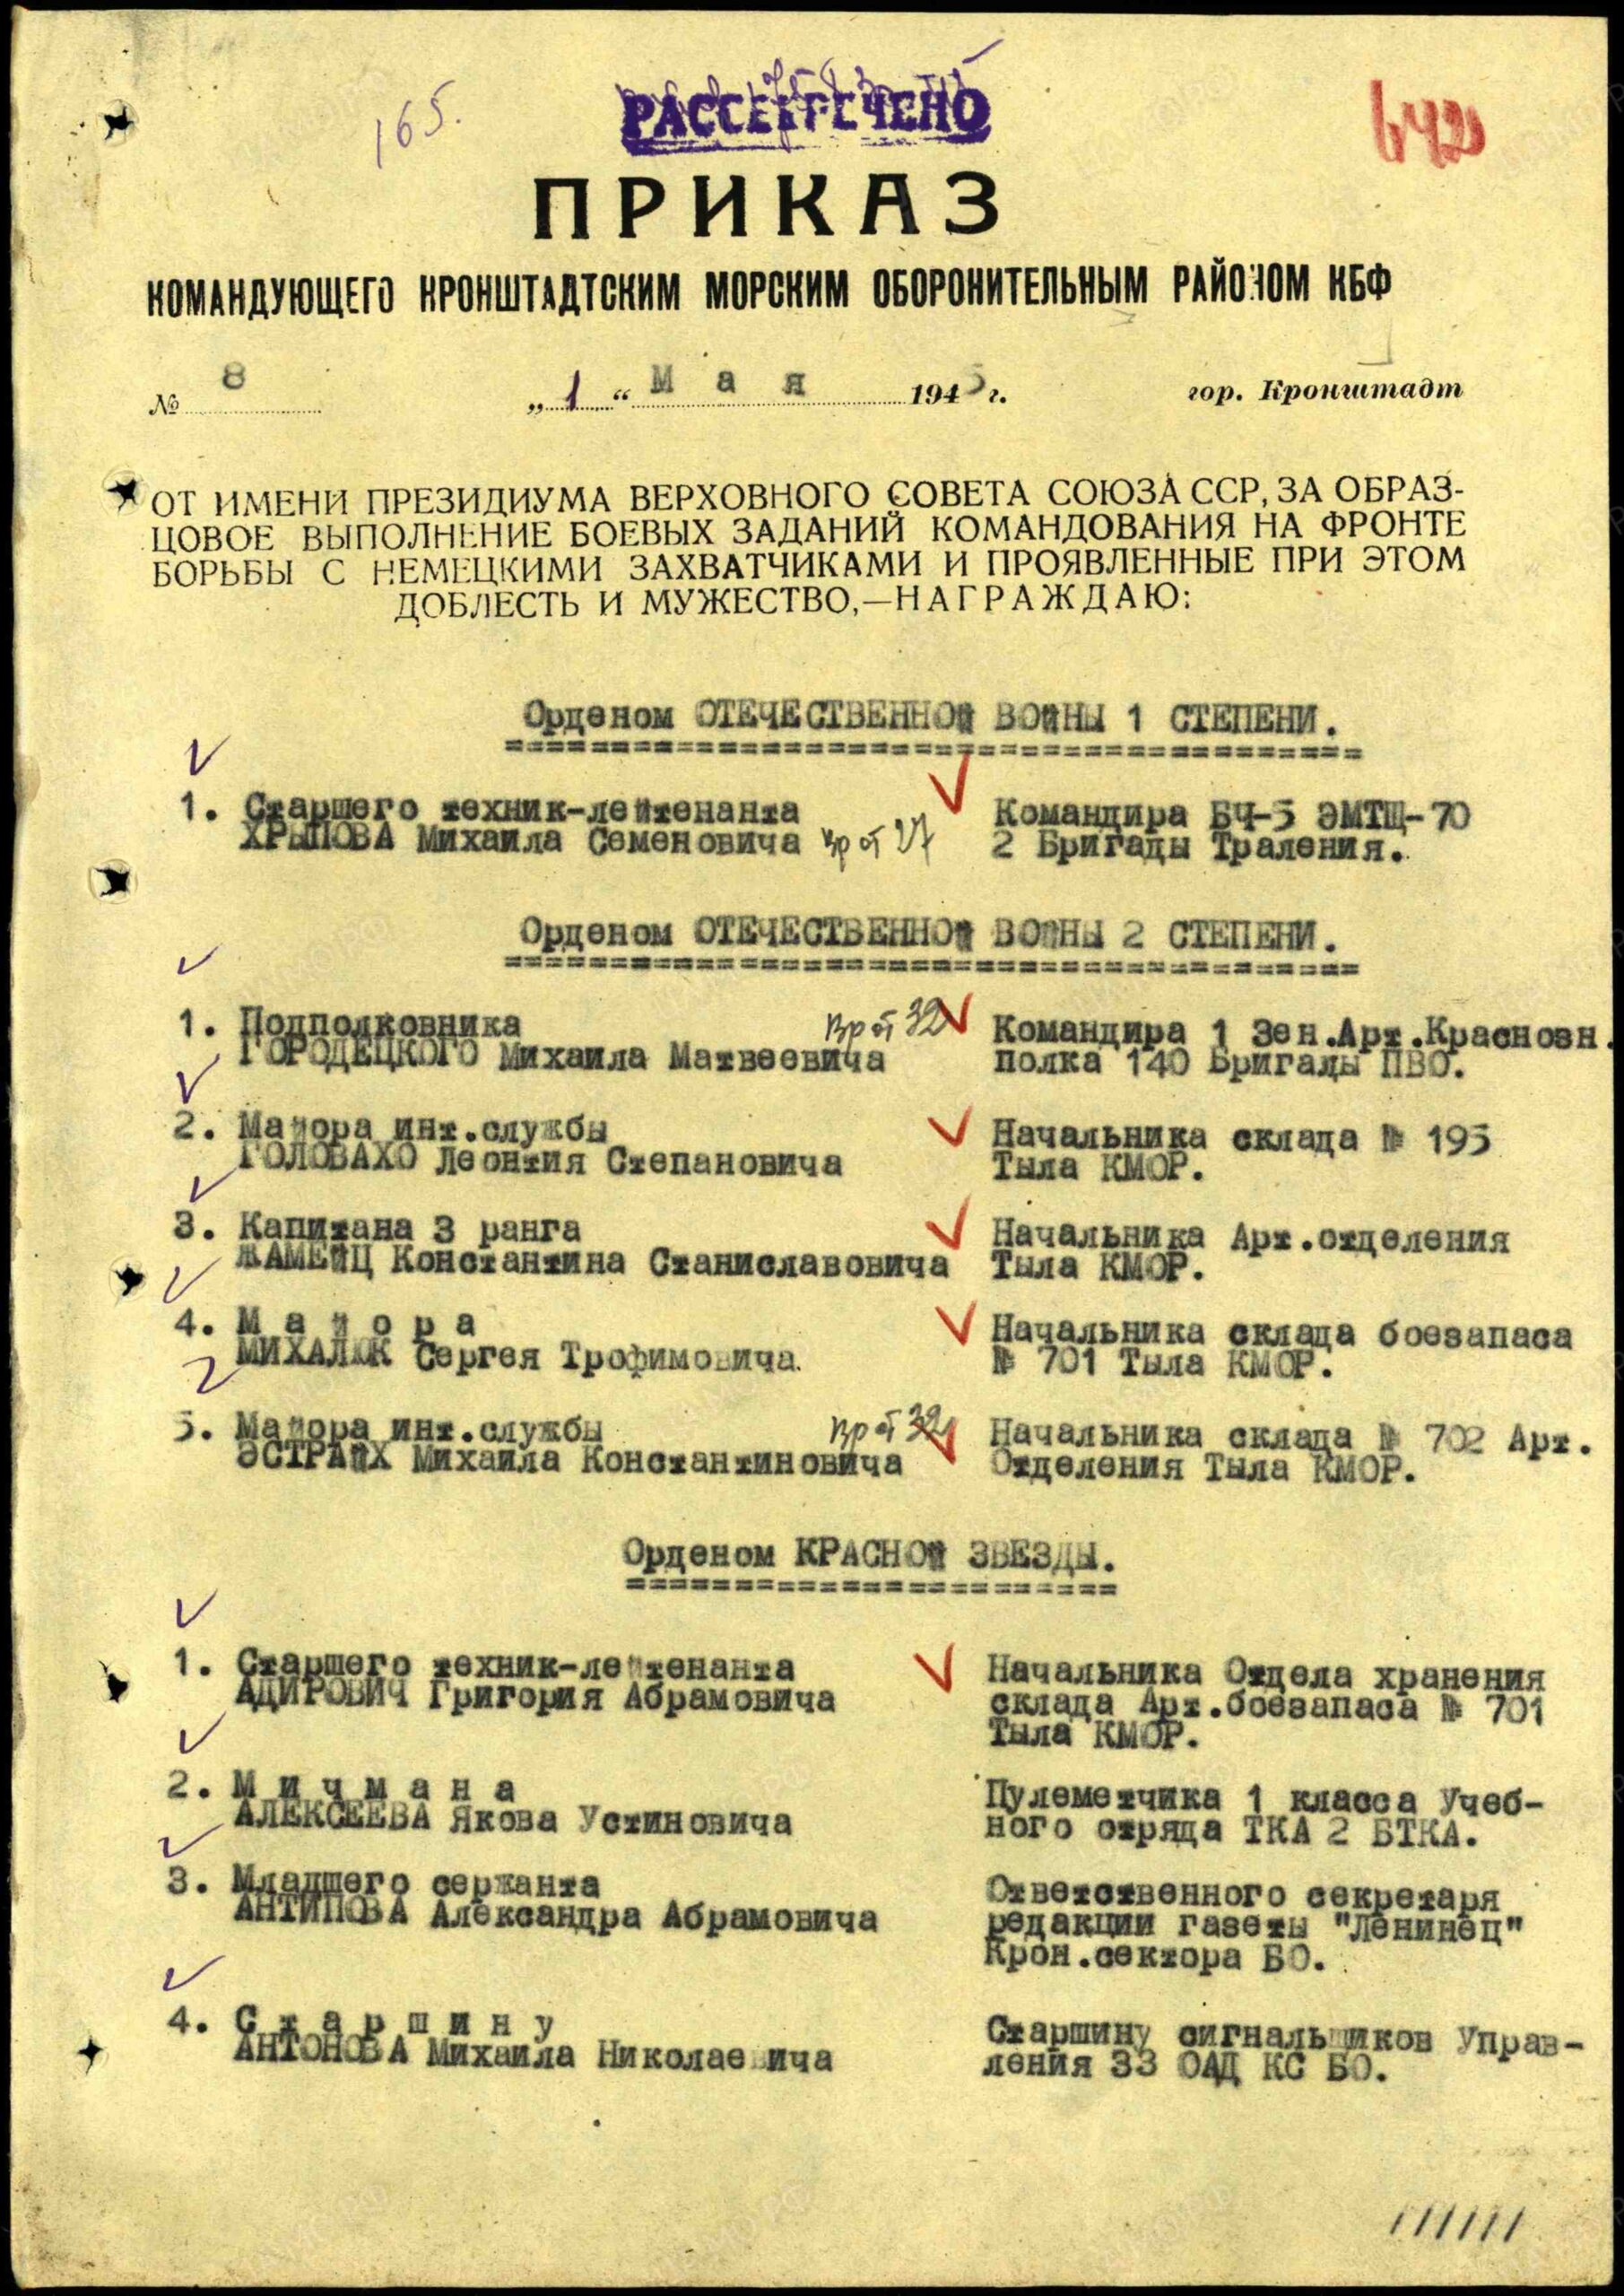 165.
РАССЕКРЕЧЕНО
642
ПРИКАЗ
КОМАНДУЮЩЕГО КРОНШТАДТСКИМ МОРСКИМ ОБОРОНИТЕЛЬНЫМ РАЙОНОМ КБФ
№ 8 „1“ Мая 1945 г. гор. Кронштадт
ОТ ИМЕНИ ПРЕЗИДИУМА ВЕРХОВНОГО СОВЕТА СОЮЗА ССР, ЗА ОБРАЗ-
ЦОВОЕ ВЫПОЛНЕНИЕ БОЕВЫХ ЗАДАНИЙ КОМАНДОВАНИЯ НА ФРОНТЕ
БОРЬБЫ С НЕМЕЦКИМИ ЗАХВАТЧИКАМИ И ПРОЯВЛЕННЫЕ ПРИ ЭТОМ
ДОБЛЕСТЬ И МУЖЕСТВО,—НАГРАЖДАЮ:
Орденом ОТЕЧЕСТВЕННОЙ ВОЙНЫ 1 СТЕПЕНИ.
1. Старшего техник-лейтенанта
ХРЫПОВА Михаила Семеновича Вр от 27
Командира БЧ-5 ЭМТЩ-70
2 Бригады Траления.
Орденом ОТЕЧЕСТВЕННОЙ ВОЙНЫ 2 СТЕПЕНИ.
1. Подполковника Вр от 32
ГОРОДЕЦКОГО Михаила Матвеевича
Командира 1 Зен.Арт.Краснозн.
полка 140 Бригады ПВО.
2. Майора инт.службы
ГОЛОВАХО Леонтия Степановича
Начальника склада № 195
Тыла КМОР.
3. Капитана 3 ранга
ЖАМЕЙЦ Константина Станиславовича
Начальника Арт.отделения
Тыла КМОР.
4. Майора
МИХАЛЮК Сергея Трофимовича
Начальника склада боезапаса
№ 701 Тыла КМОР.
5. Майора инт.службы Вр от 32
ЭСТРАЙХ Михаила Константиновича
Начальника склада № 702 Арт.
Отделения Тыла КМОР.
Орденом КРАСНОЙ ЗВЕЗДЫ.
1. Старшего техник-лейтенанта
АДИРОВИЧ Григория Абрамовича
Начальника Отдела хранения
склада Арт.боезапаса № 701
Тыла КМОР.
2. Мичмана
АЛЕКСЕЕВА Якова Устиновича
Пулеметчика 1 класса Учеб-
ного отряда ТКА 2 БТКА.
3. Младшего сержанта
АНТИПОВА Александра Абрамовича
Ответственного секретаря
редакции газеты "Ленинец"
Крон.сектора БО.
4. Старшину
АНТОНОВА Михаила Николаевича
Старшину сигнальщиков Управ-
ления 33 ОАД КС БО.